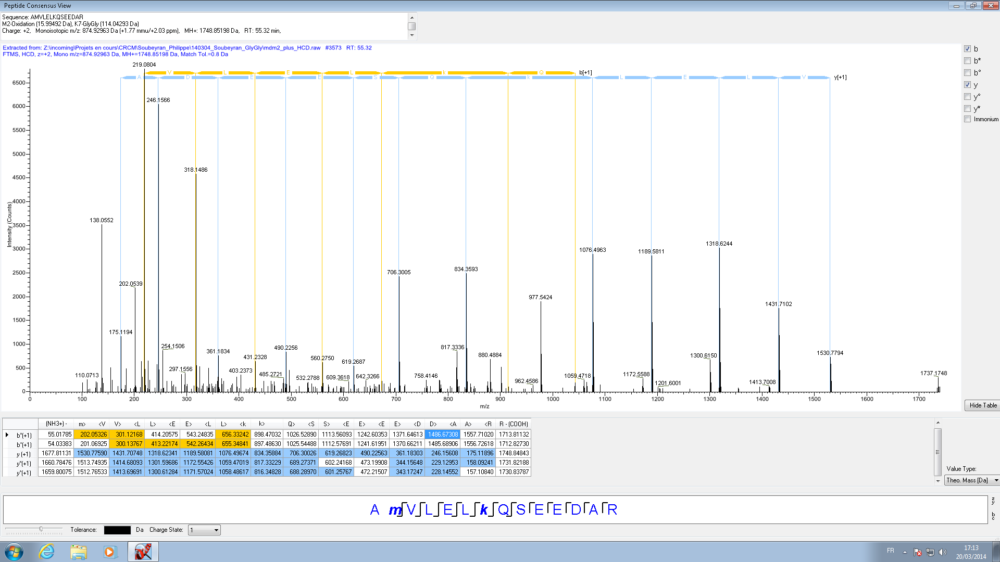 Peptide Consensus View
Sequence: AMVLELKQSEEDAR
M2-Oxidation (15.99492 Da), K7-GlyGly (114.04293 Da)
Charge: +2, Monoisotopic m/z: 874.92963 Da (+1.77 mmu/+2.03 ppm), MH+: 1748.85198 Da, RT: 55.32 min,
Extracted from: Z:\incoming\Projets en cours\CRCM\Soubeyran_Philippe\140304_Soubeyran_GlyGly\mdm2_plus_HCD.raw #3573 RT: 55.32
FTMS, HCD, z=+2, Mono m/z=874.92963 Da, MH+=1748.85198 Da, Match Tol.=0.8 Da
b
b*
b°
y
y°
y*
Immonium
219.0804
V L E L k Q b[+1]
A D E E S Q k L E L V y[+1]
6500
6000
5500
5000
4500
4000
3500
3000
2500
2000
1500
1000
500
0
Intensity (Counts)
246.1566
318.1486
138.0552
202.0539
175.1194
254.1506
110.0713
297.1556
361.1834
403.2373
431.2328
485.2721
490.2256
532.2788
560.2750
609.3618
619.2687
642.3266
706.3005
758.4146
817.3336
834.3593
880.4884
962.4586
977.5424
1059.4718
1076.4963
1172.5588
1189.5811
1201.6001
1300.6150
1318.6244
1413.7008
1431.7102
1530.7794
1737.1748
0 100 200 300 400 500 600 700 800 900 1000 1100 1200 1300 1400 1500 1600 1700
m/z
Hide Table
(NH3+) - m> <V V> <L L> <E E> <L L> <k k> Q> <S S> <E E> <E E> <D D> <A A> <R R - (COOH)
b*(+1) 55.01785 202.05326 301.12168 414.20575 543.24835 656.33242 898.47032 1026.52890 1113.56093 1242.60353 1371.64613 1486.67308 1557.71020 1713.81132
b*(+1) 54.03383 201.06925 300.13767 413.22174 542.26434 655.34841 897.48630 1025.54488 1112.57691 1241.61951 1370.66211 1485.68906 1556.72618 1712.82730
y (+1) 1677.81131 1530.77590 1431.70748 1318.62341 1189.58081 1076.49674 834.35884 706.30026 619.26823 490.22563 361.18303 246.15608 175.11896 1748.84843
y*(+1) 1660.78476 1513.74935 1414.68093 1301.59686 1172.55426 1059.47019 817.33229 689.27371 602.24168 473.19908 344.15648 229.12953 158.09241 1731.82188
y*(+1) 1659.80075 1512.76533 1413.69691 1300.61284 1171.57024 1058.48617 816.34828 688.28970 601.25767 472.21507 343.17247 228.14552 157.10840 1730.83787
Value Type:
Theo. Mass [Da]
A m V L E L k Q S E E D A R
z
y
b
c
Tolerance: Da Charge State: 1
FR
17:13
20/03/2014